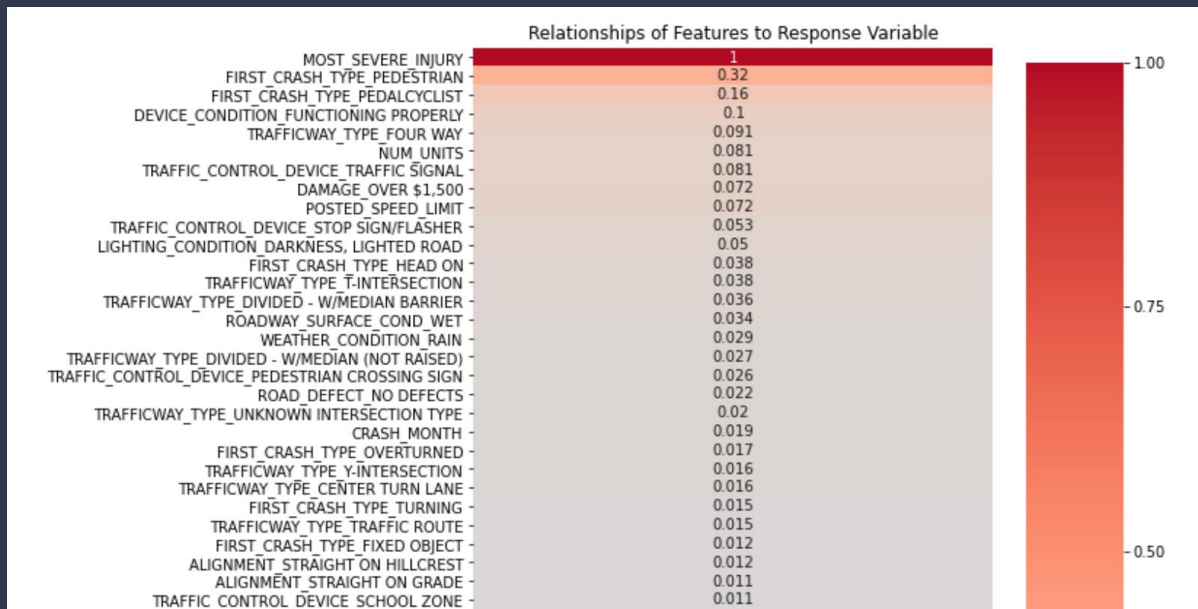 Relationships of Features to Response Variable
MOST_SEVERE_INJURY 1
FIRST_CRASH_TYPE_PEDESTRIAN 0.32
FIRST_CRASH_TYPE_PEDALCYCLIST 0.16
DEVICE_CONDITION_FUNCTIONING PROPERLY 0.1
TRAFFICWAY_TYPE_FOUR WAY 0.091
NUM_UNITS 0.081
TRAFFIC_CONTROL_DEVICE_TRAFFIC SIGNAL 0.081
DAMAGE_OVER $1,500 0.072
POSTED_SPEED_LIMIT 0.072
TRAFFIC_CONTROL_DEVICE_STOP SIGN/FLASHER 0.053
LIGHTING_CONDITION_DARKNESS, LIGHTED ROAD 0.05
FIRST_CRASH_TYPE_HEAD ON 0.038
TRAFFICWAY_TYPE_T-INTERSECTION 0.038
TRAFFICWAY_TYPE_DIVIDED - W/MEDIAN BARRIER 0.036
ROADWAY_SURFACE_COND_WET 0.034
WEATHER_CONDITION_RAIN 0.029
TRAFFICWAY_TYPE_DIVIDED - W/MEDIAN (NOT RAISED) 0.027
TRAFFIC_CONTROL_DEVICE_PEDESTRIAN CROSSING SIGN 0.026
ROAD_DEFECT_NO DEFECTS 0.022
TRAFFICWAY_TYPE_UNKNOWN INTERSECTION TYPE 0.02
CRASH_MONTH 0.019
FIRST_CRASH_TYPE_OVERTURNED 0.017
TRAFFICWAY_TYPE_Y-INTERSECTION 0.016
TRAFFICWAY_TYPE_CENTER TURN LANE 0.016
FIRST_CRASH_TYPE_TURNING 0.015
TRAFFICWAY_TYPE_TRAFFIC ROUTE 0.015
FIRST_CRASH_TYPE_FIXED OBJECT 0.012
ALIGNMENT_STRAIGHT ON HILLCREST 0.012
ALIGNMENT_STRAIGHT ON GRADE 0.011
TRAFFIC_CONTROL_DEVICE_SCHOOL ZONE 0.011
1.00
0.75
0.50